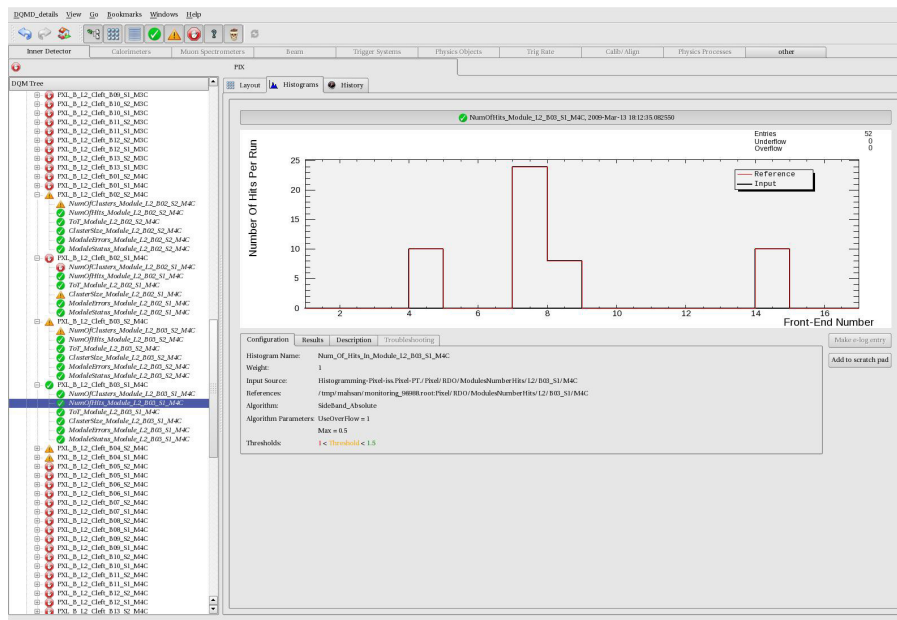 DQMD_details View Go Bookmarks Windows Help
Inner Detector Calorimeters Muon Spectrometers Beam Trigger Systems Physics Objects Trig Rate Calib/Align Physics Processes other
PIX
DQM Tree
Layout Histograms History
PXL_B_L2_Cleft_B09_S1_M3C
PXL_B_L2_Cleft_B10_S2_M3C
PXL_B_L2_Cleft_B10_S1_M3C
PXL_B_L2_Cleft_B11_S2_M3C
PXL_B_L2_Cleft_B11_S1_M3C
PXL_B_L2_Cleft_B12_S2_M3C
PXL_B_L2_Cleft_B12_S1_M3C
PXL_B_L2_Cleft_B13_S2_M3C
PXL_B_L2_Cleft_B13_S1_M3C
PXL_B_L2_Cleft_B01_S2_M4C
PXL_B_L2_Cleft_B01_S1_M4C
PXL_B_L2_Cleft_B02_S2_M4C
NumOfClusters_Module_L2_B02_S2_M4C
NumOfHits_Module_L2_B02_S2_M4C
ToT_Module_L2_B02_S2_M4C
ClusterSize_Module_L2_B02_S2_M4C
ModuleErrors_Module_L2_B02_S2_M4C
ModuleStatus_Module_L2_B02_S2_M4C
PXL_B_L2_Cleft_B02_S1_M4C
NumOfClusters_Module_L2_B02_S1_M4C
NumOfHits_Module_L2_B02_S1_M4C
ToT_Module_L2_B02_S1_M4C
ClusterSize_Module_L2_B02_S1_M4C
ModuleErrors_Module_L2_B02_S1_M4C
ModuleStatus_Module_L2_B02_S1_M4C
PXL_B_L2_Cleft_B03_S2_M4C
NumOfClusters_Module_L2_B03_S2_M4C
NumOfHits_Module_L2_B03_S2_M4C
ToT_Module_L2_B03_S2_M4C
ClusterSize_Module_L2_B03_S2_M4C
ModuleErrors_Module_L2_B03_S2_M4C
ModuleStatus_Module_L2_B03_S2_M4C
PXL_B_L2_Cleft_B03_S1_M4C
NumOfClusters_Module_L2_B03_S1_M4C
NumOfHits_Module_L2_B03_S1_M4C
ToT_Module_L2_B03_S1_M4C
ClusterSize_Module_L2_B03_S1_M4C
ModuleErrors_Module_L2_B03_S1_M4C
ModuleStatus_Module_L2_B03_S1_M4C
PXL_B_L2_Cleft_B04_S2_M4C
PXL_B_L2_Cleft_B04_S1_M4C
PXL_B_L2_Cleft_B05_S2_M4C
PXL_B_L2_Cleft_B05_S1_M4C
PXL_B_L2_Cleft_B06_S2_M4C
PXL_B_L2_Cleft_B06_S1_M4C
PXL_B_L2_Cleft_B07_S2_M4C
PXL_B_L2_Cleft_B07_S1_M4C
PXL_B_L2_Cleft_B08_S2_M4C
PXL_B_L2_Cleft_B08_S1_M4C
PXL_B_L2_Cleft_B09_S2_M4C
PXL_B_L2_Cleft_B09_S1_M4C
PXL_B_L2_Cleft_B10_S2_M4C
PXL_B_L2_Cleft_B10_S1_M4C
PXL_B_L2_Cleft_B11_S2_M4C
PXL_B_L2_Cleft_B11_S1_M4C
PXL_B_L2_Cleft_B12_S2_M4C
PXL_B_L2_Cleft_B12_S1_M4C
PXL_B_L2_Cleft_B13_S2_M4C
NumOfHits_Module_L2_B03_S1_M4C, 2009-Mar-13 18:12:35.082550
Entries 52
Underflow 0
Overflow 0
Number Of Hits Per Run
25
20
15
10
5
0
Reference
Input
2 4 6 8 10 12 14 16
Front-End Number
Configuration Results Description Troubleshooting
Make e-log entry
Add to scratch pad
Histogram Name: Num_Of_Hits_In_Module_L2_B03_S1_M4C
Weight: 1
Input Source: Histogramming-Pixel-iss.Pixel-PT./Pixel/RDO/ModulesNumberHits/L2/B03_S1/M4C
References: /tmp/mahsan/monitoring_96988.root:Pixel/RDO/ModulesNumberHits/L2/B03_S1/M4C
Algorithm: SideBand_Absolute
Algorithm Parameters: UseOverFlow = 1
Max = 0.5
Thresholds: 1 < Threshold < 1.5